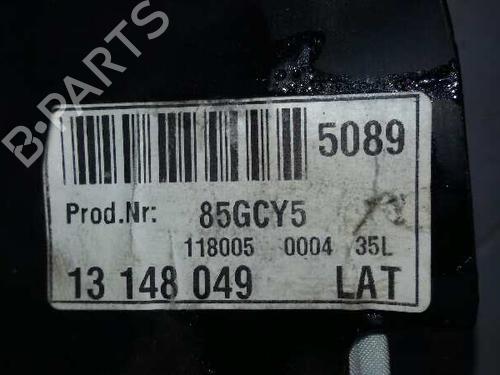 B-PARTS
5089
Prod.Nr: 85GCY5
118005 0004 35L
13 148 049 LAT